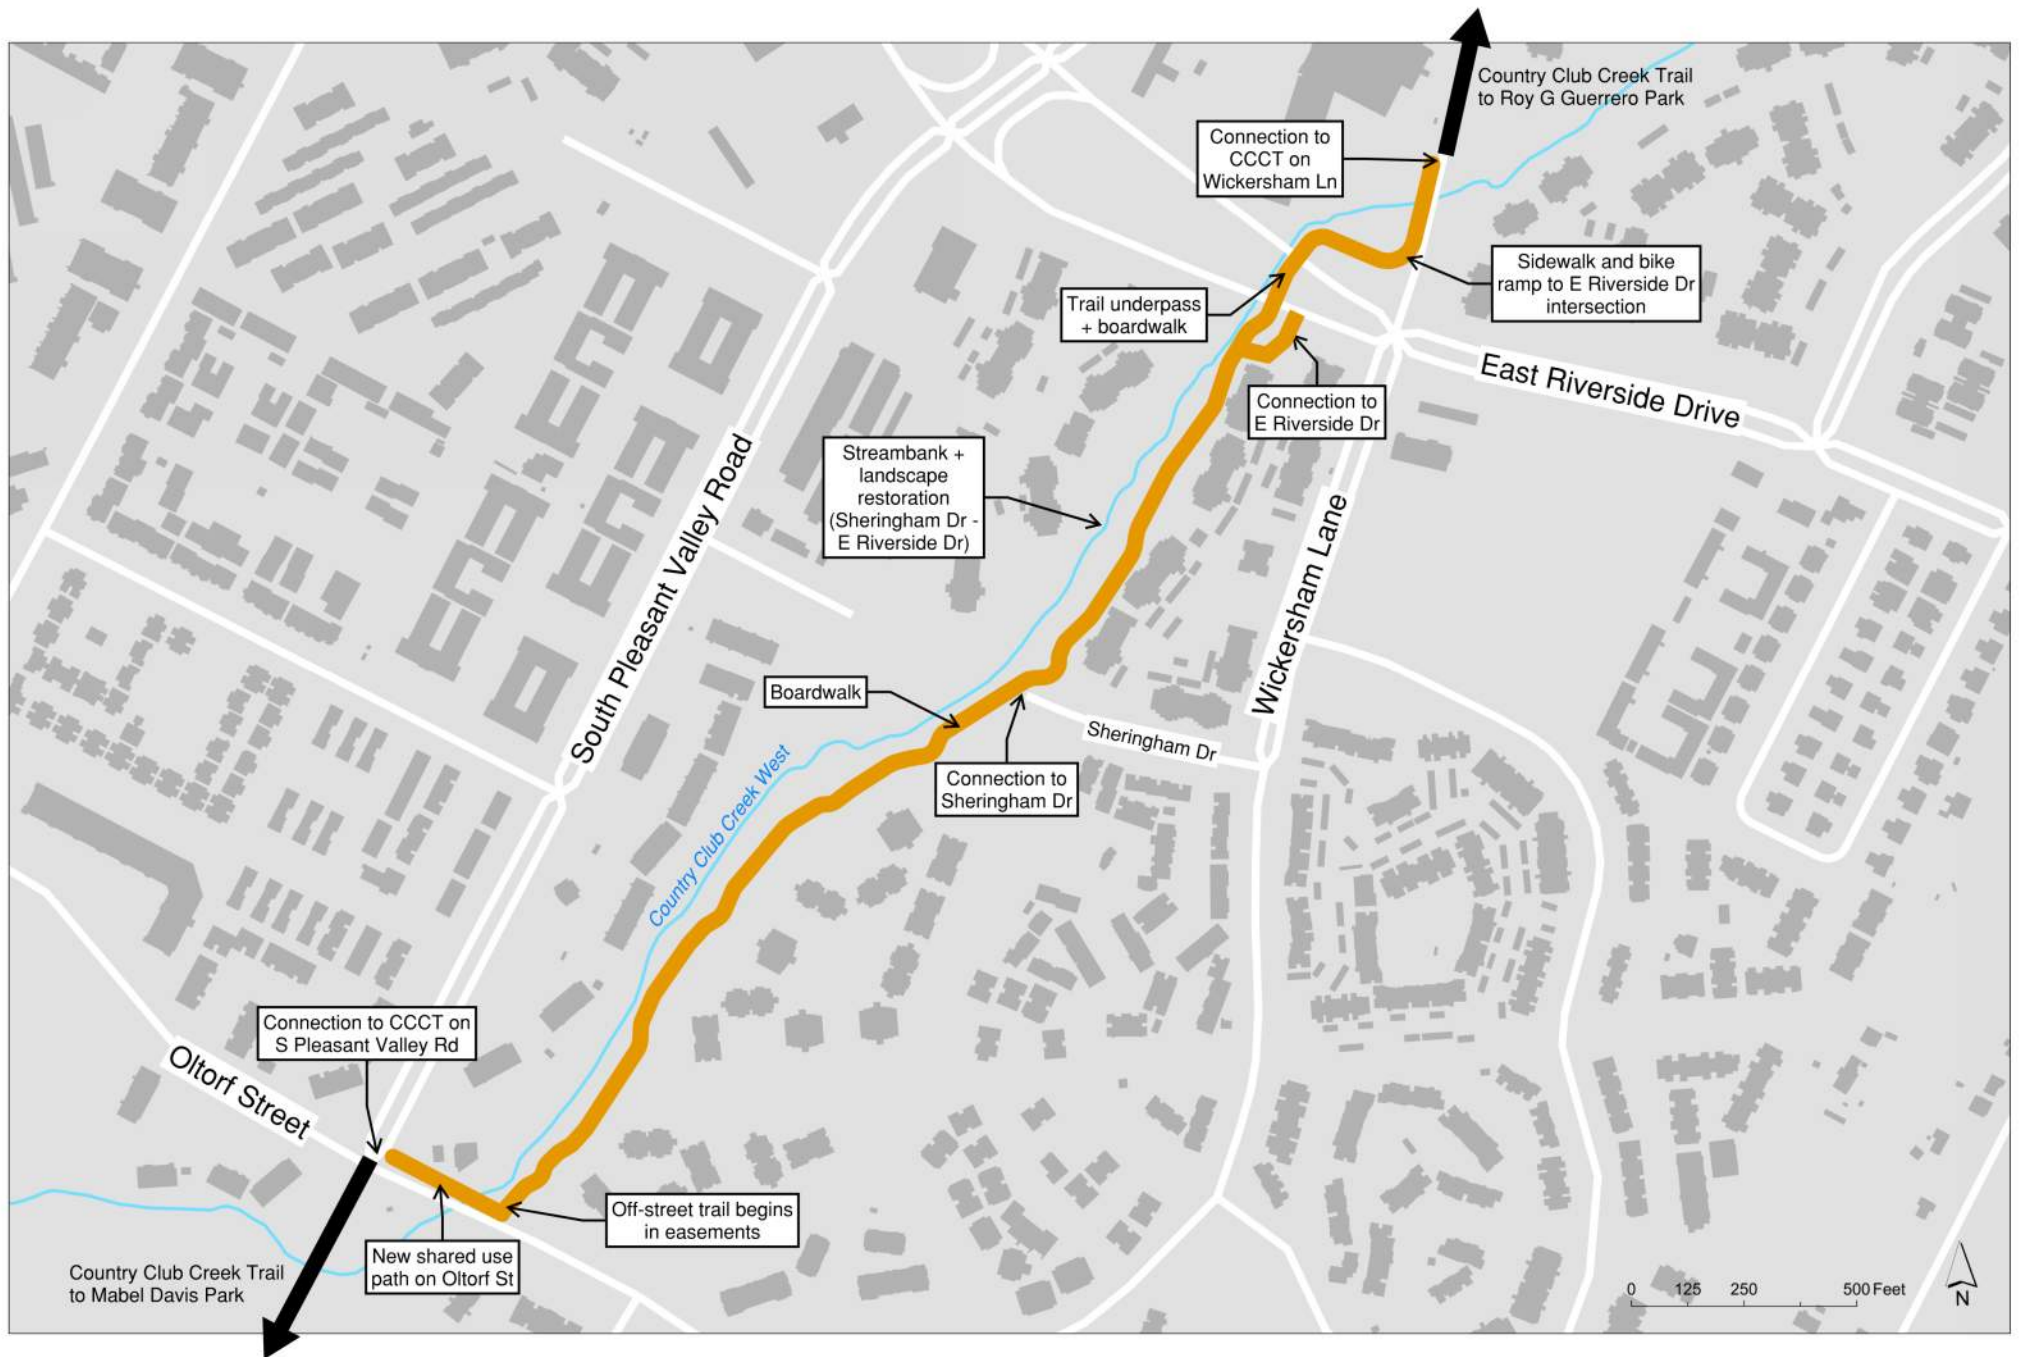 Country Club Creek Trail
to Roy G Guerrero Park
Connection to
CCCT on
Wickersham Ln
Sidewalk and bike
ramp to E Riverside Dr
intersection
Trail underpass
+ boardwalk
East Riverside Drive
Connection to
E Riverside Dr
Streambank +
landscape
restoration
(Sheringham Dr -
E Riverside Dr)
South Pleasant Valley Road
Wickersham Lane
Boardwalk
Sheringham Dr
Connection to
Sheringham Dr
Country Club Creek West
Connection to CCCT on
S Pleasant Valley Rd
Oltorf Street
Off-street trail begins
in easements
New shared use
path on Oltorf St
Country Club Creek Trail
to Mabel Davis Park
0 125 250 500 Feet
N